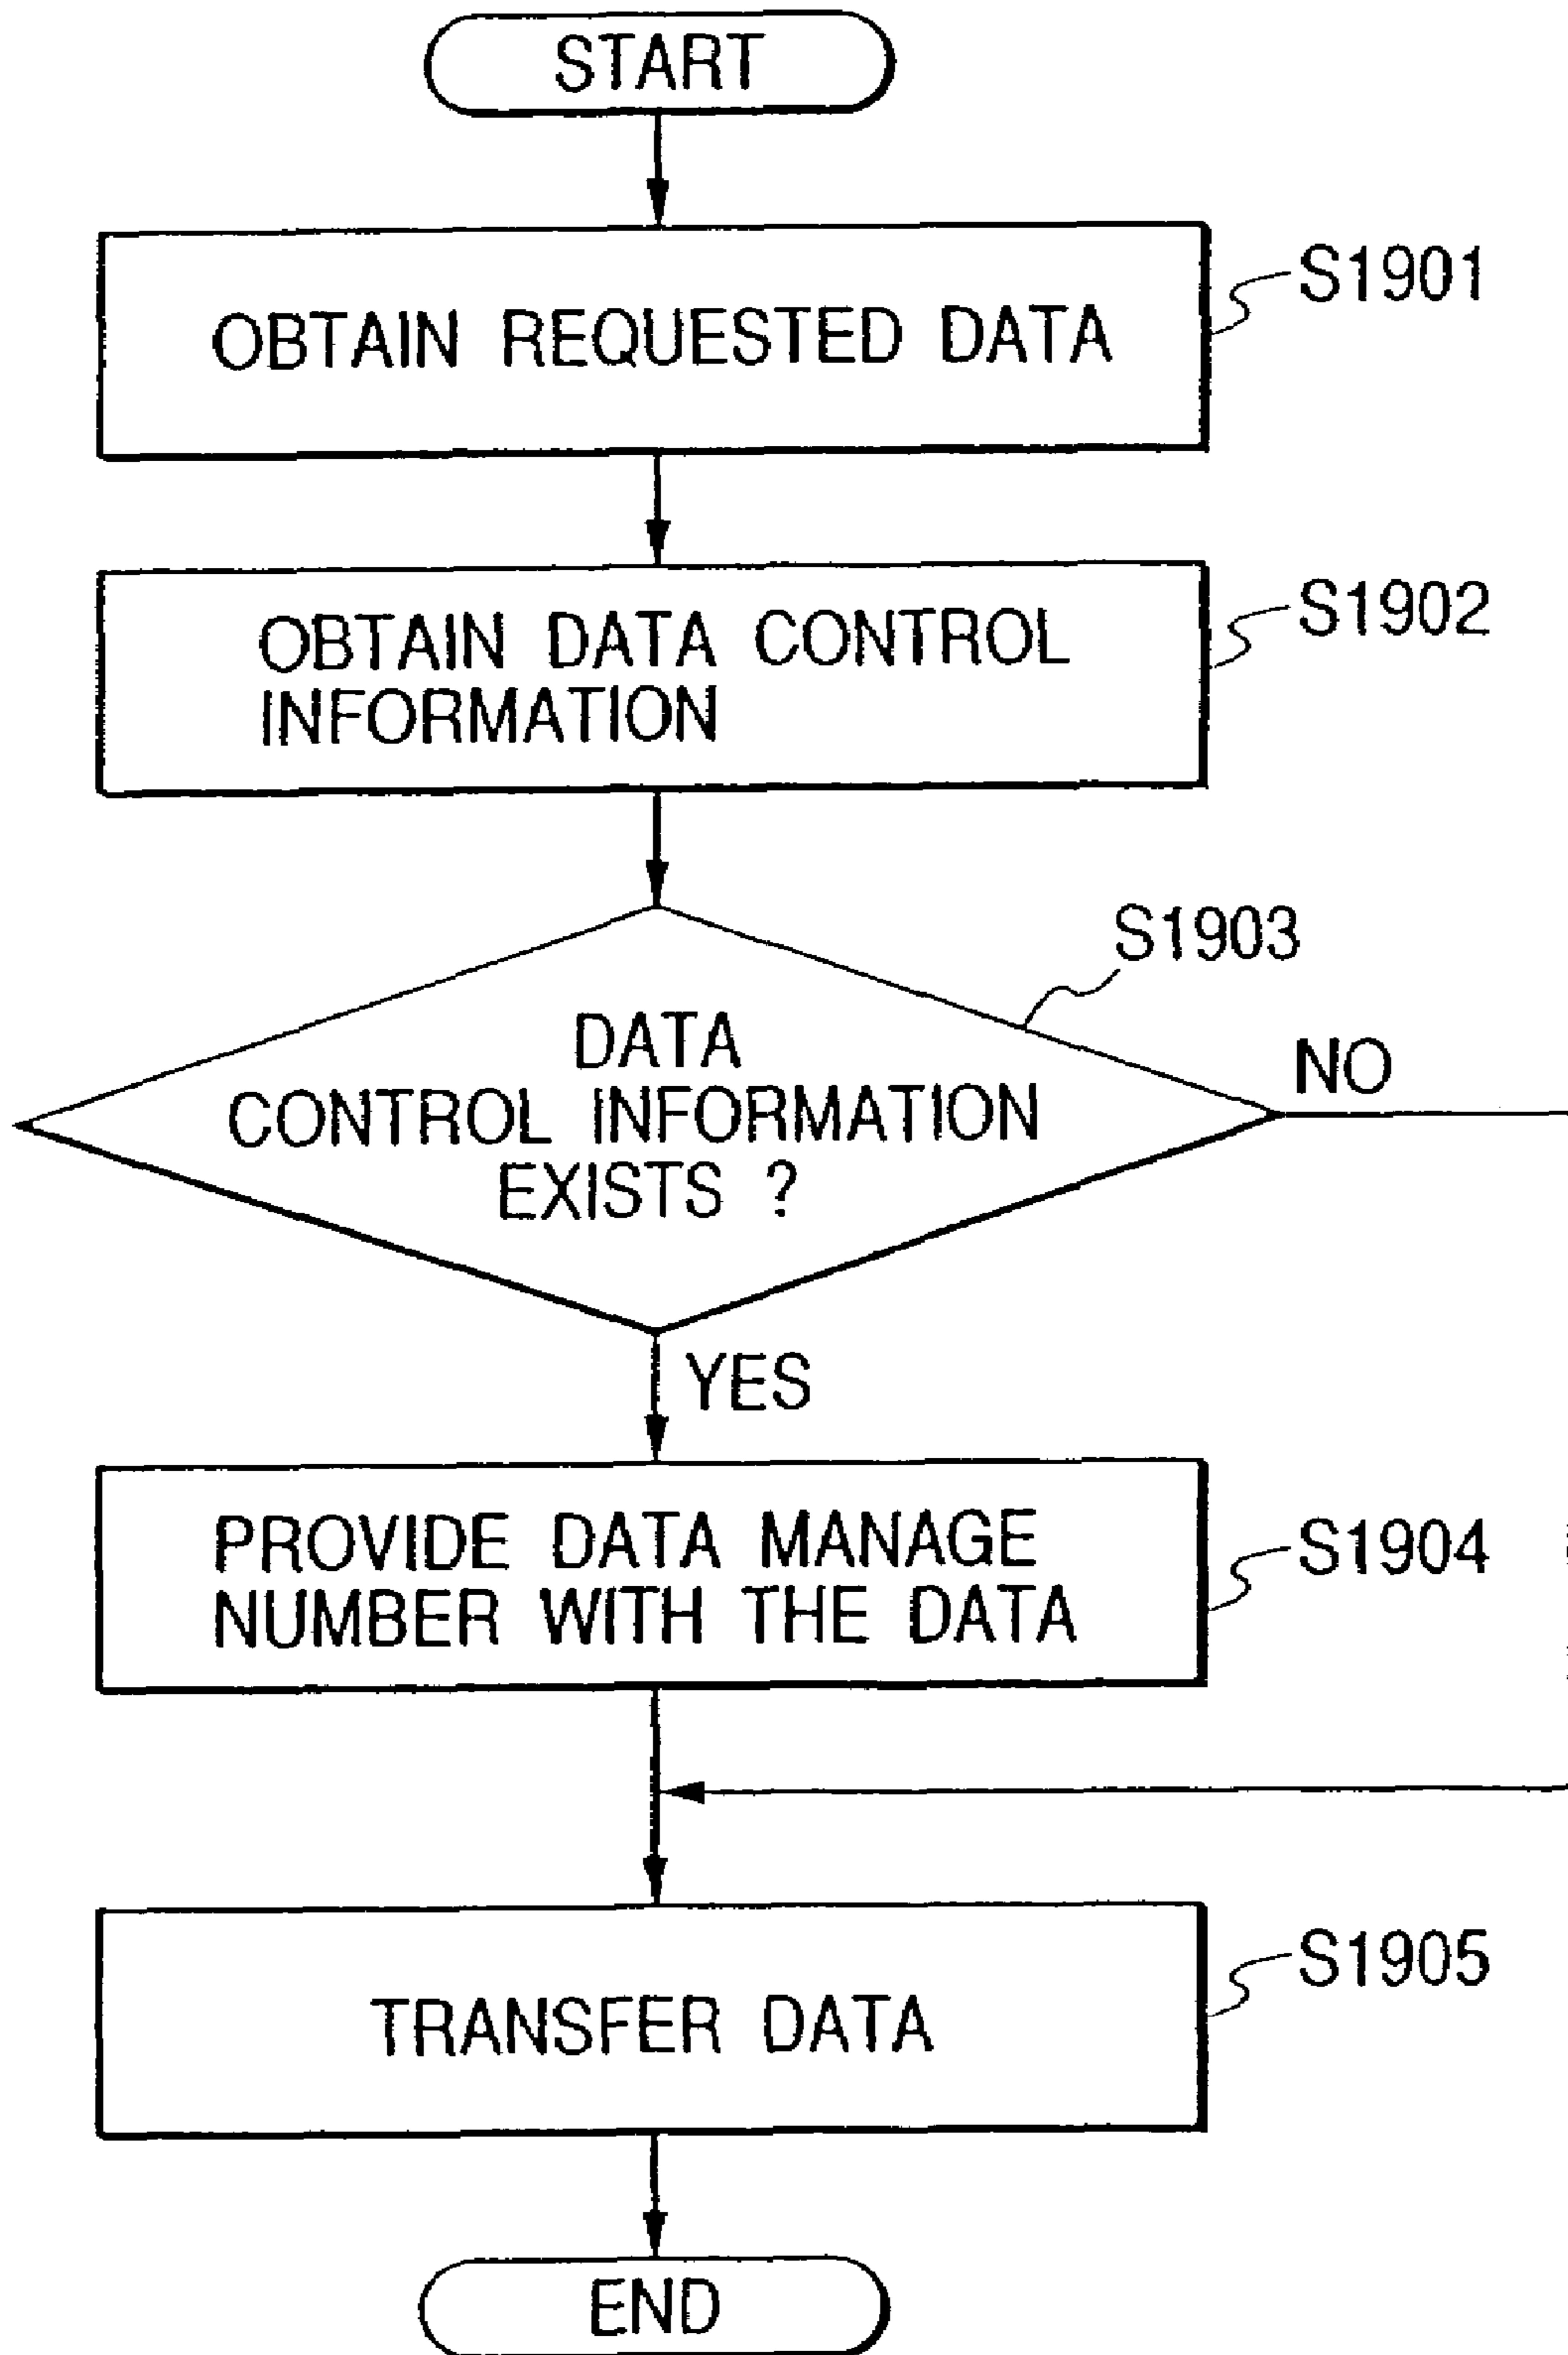 START
OBTAIN REQUESTED DATA
S1901
OBTAIN DATA CONTROL
INFORMATION
S1902
S1903
DATA
CONTROL INFORMATION
EXISTS ?
NO
YES
PROVIDE DATA MANAGE
NUMBER WITH THE DATA
S1904
TRANSFER DATA
S1905
END